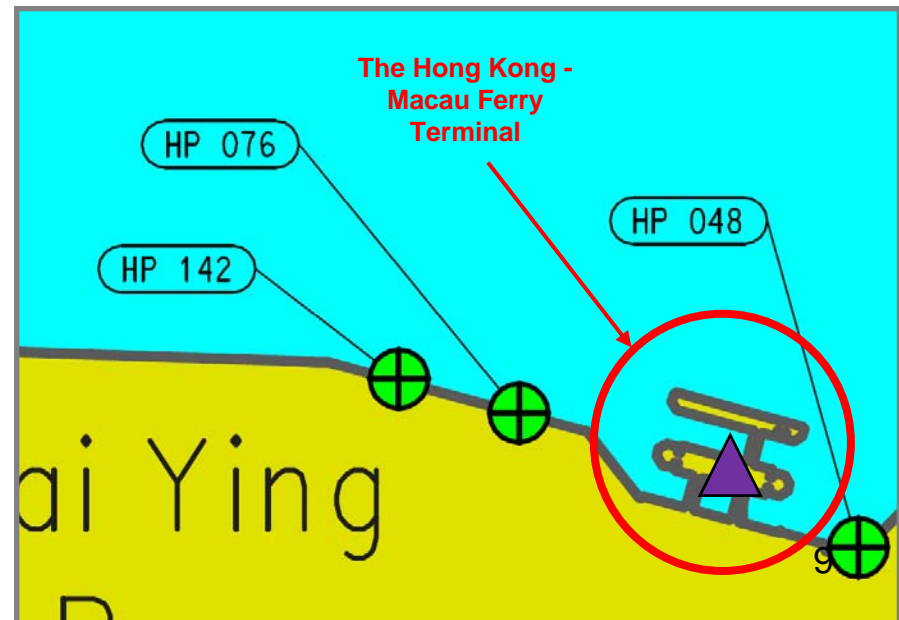 The Hong Kong -
Macau Ferry
Terminal
HP 076
HP 048
HP 142
ai Ying
9